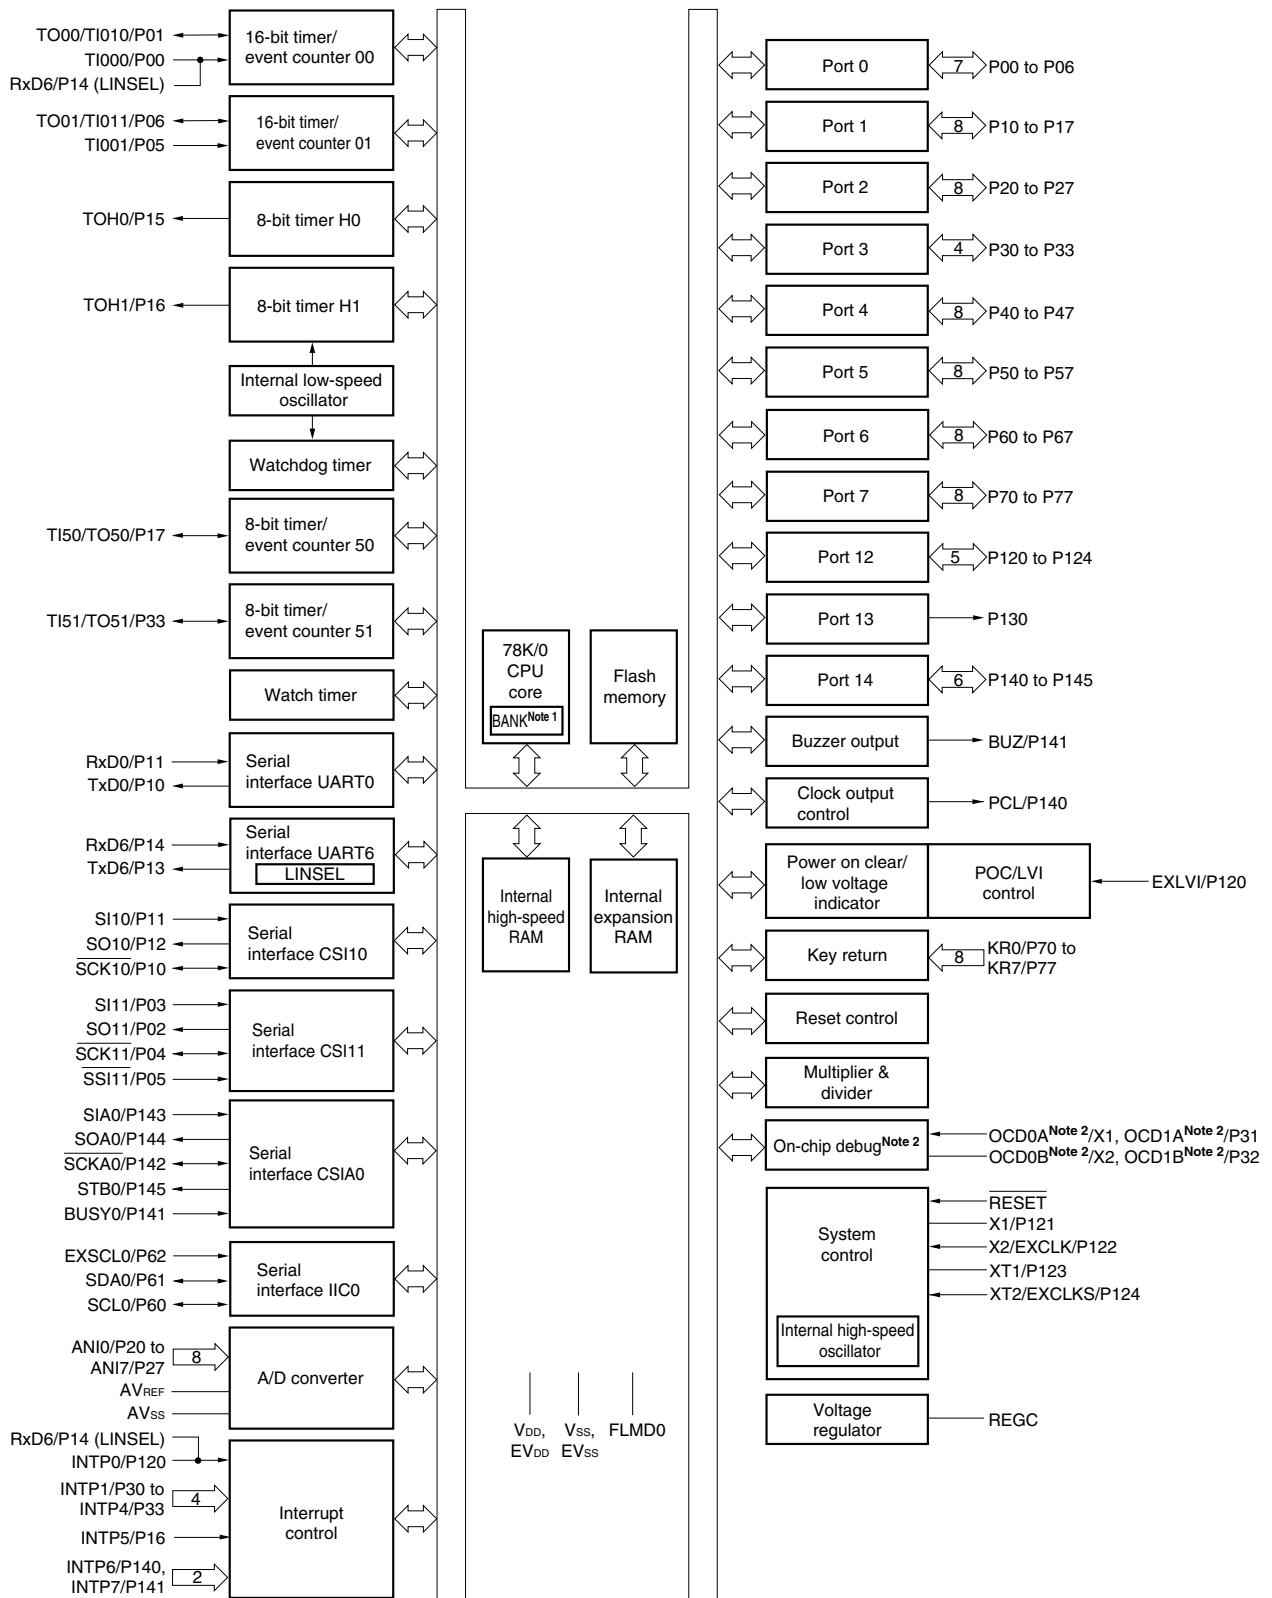 TO00/TI010/P01
TI000/P00
RxD6/P14 (LINSEL)
16-bit timer/
event counter 00
TO01/TI011/P06
TI001/P05
16-bit timer/
event counter 01
TOH0/P15
8-bit timer H0
TOH1/P16
8-bit timer H1
Internal low-speed
oscillator
Watchdog timer
TI50/TO50/P17
8-bit timer/
event counter 50
TI51/TO51/P33
8-bit timer/
event counter 51
Watch timer
RxD0/P11
TxD0/P10
Serial
interface UART0
RxD6/P14
TxD6/P13
Serial
interface UART6
LINSEL
SI10/P11
SO10/P12
SCK10/P10
Serial
interface CSI10
SI11/P03
SO11/P02
SCK11/P04
SSI11/P05
Serial
interface CSI11
SIA0/P143
SOA0/P144
SCKA0/P142
STB0/P145
BUSY0/P141
Serial
interface CSIA0
EXSCL0/P62
SDA0/P61
SCL0/P60
Serial
interface IIC0
ANI0/P20 to
ANI7/P27
8
AVREF
AVSS
A/D converter
RxD6/P14 (LINSEL)
INTP0/P120
INTP1/P30 to
INTP4/P33
4
INTP5/P16
INTP6/P140,
INTP7/P141
2
Interrupt
control
78K/0
CPU
core
BANKNote 1
Flash
memory
Internal
high-speed
RAM
Internal
expansion
RAM
VDD,
EVDD
VSS,
EVSS
FLMD0
Port 0
7
P00 to P06
Port 1
8
P10 to P17
Port 2
8
P20 to P27
Port 3
4
P30 to P33
Port 4
8
P40 to P47
Port 5
8
P50 to P57
Port 6
8
P60 to P67
Port 7
8
P70 to P77
Port 12
5
P120 to P124
Port 13
P130
Port 14
6
P140 to P145
Buzzer output
BUZ/P141
Clock output
control
PCL/P140
Power on clear/
low voltage
indicator
POC/LVI
control
EXLVI/P120
Key return
8
KR0/P70 to
KR7/P77
Reset control
Multiplier &
divider
On-chip debugNote 2
OCD0ANote 2/X1, OCD1ANote 2/P31
OCD0BNote 2/X2, OCD1BNote 2/P32
System
control
RESET
X1/P121
X2/EXCLK/P122
XT1/P123
XT2/EXCLKS/P124
Internal high-speed
oscillator
Voltage
regulator
REGC